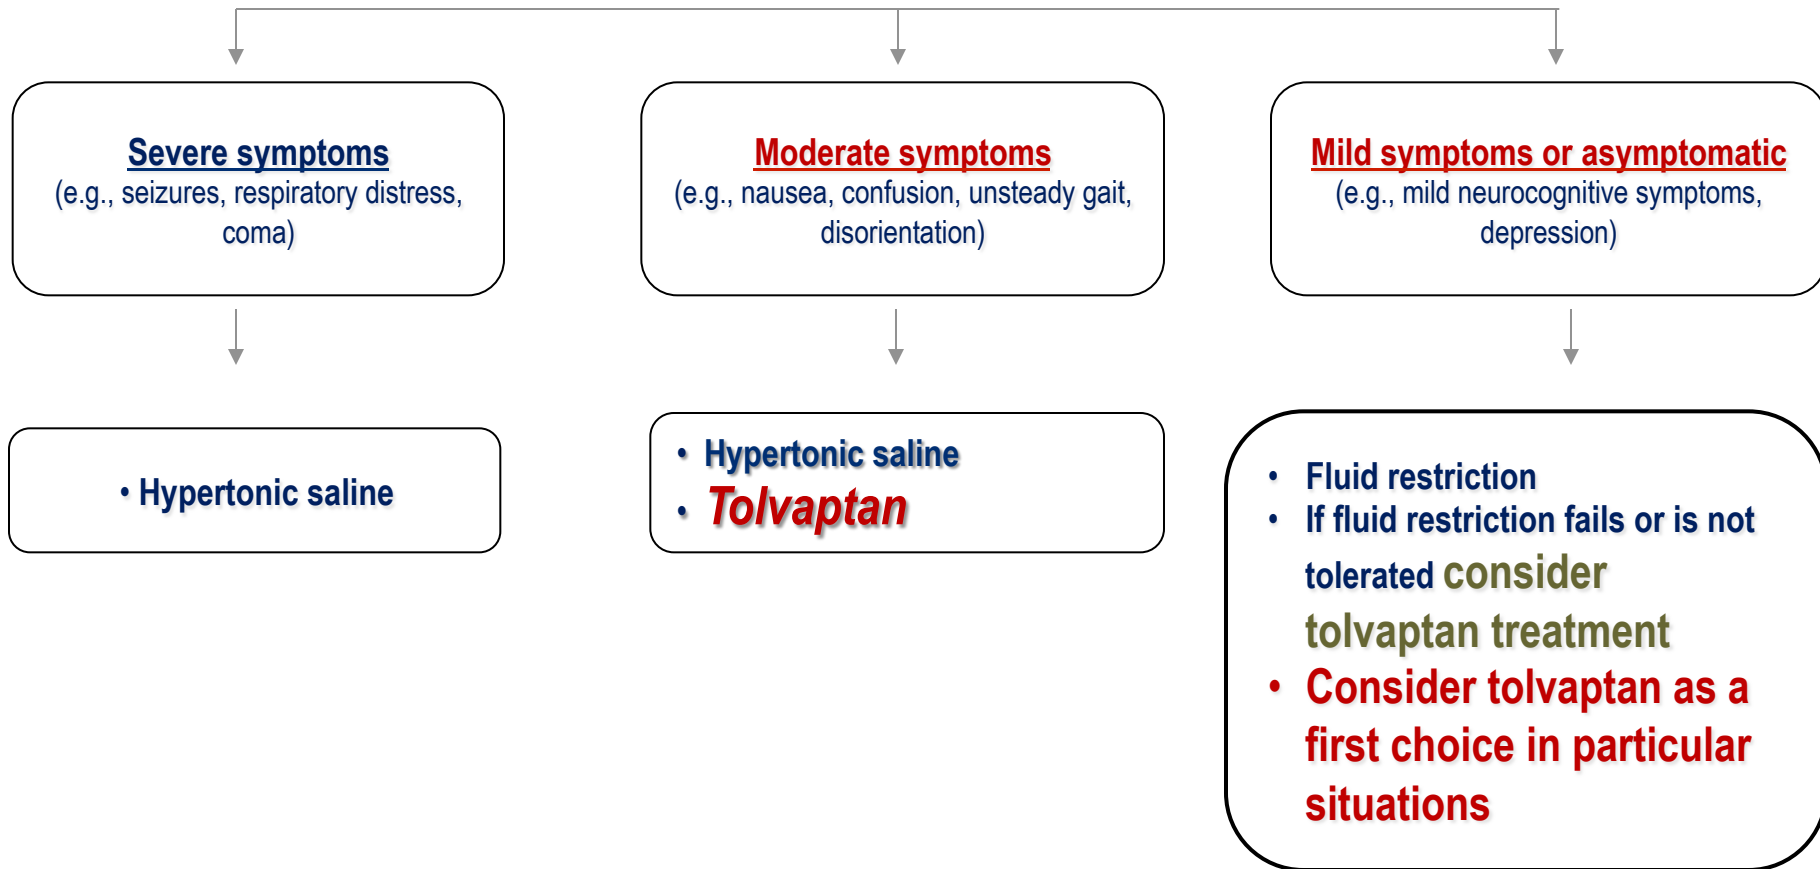 Severe symptoms
(e.g., seizures, respiratory distress,
coma)
Moderate symptoms
(e.g., nausea, confusion, unsteady gait,
disorientation)
Mild symptoms or asymptomatic
(e.g., mild neurocognitive symptoms,
depression)
• Hypertonic saline
• Hypertonic saline
• Tolvaptan
• Fluid restriction
• If fluid restriction fails or is not
tolerated consider
tolvaptan treatment
• Consider tolvaptan as a
first choice in particular
situations